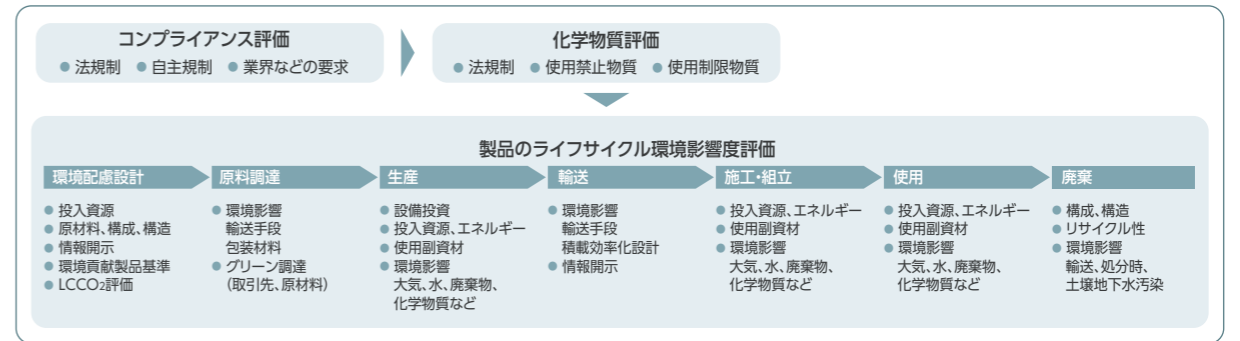 コンプライアンス評価
● 法規制 ● 自主規制 ● 業界などの要求
化学物質評価
● 法規制 ● 使用禁止物質 ● 使用制限物質
製品のライフサイクル環境影響度評価
環境配慮設計
● 投入資源
● 原材料、構成、構造
● 情報開示
● 環境貢献製品基準
● LCCO₂評価
原料調達
● 環境影響
輸送手段
包装材料
● グリーン調達
（取引先、原材料）
生産
● 設備投資
● 投入資源、エネルギー
● 使用副資材
● 環境影響
大気、水、廃棄物、
化学物質など
輸送
● 環境影響
輸送手段
積載効率化設計
● 情報開示
施工・組立
● 投入資源、エネルギー
● 使用副資材
● 環境影響
大気、水、廃棄物、
化学物質など
使用
● 投入資源、エネルギー
● 使用副資材
● 環境影響
大気、水、廃棄物、
化学物質など
廃棄
● 構成、構造
● リサイクル性
● 環境影響
輸送、処分時、
土壌地下水汚染